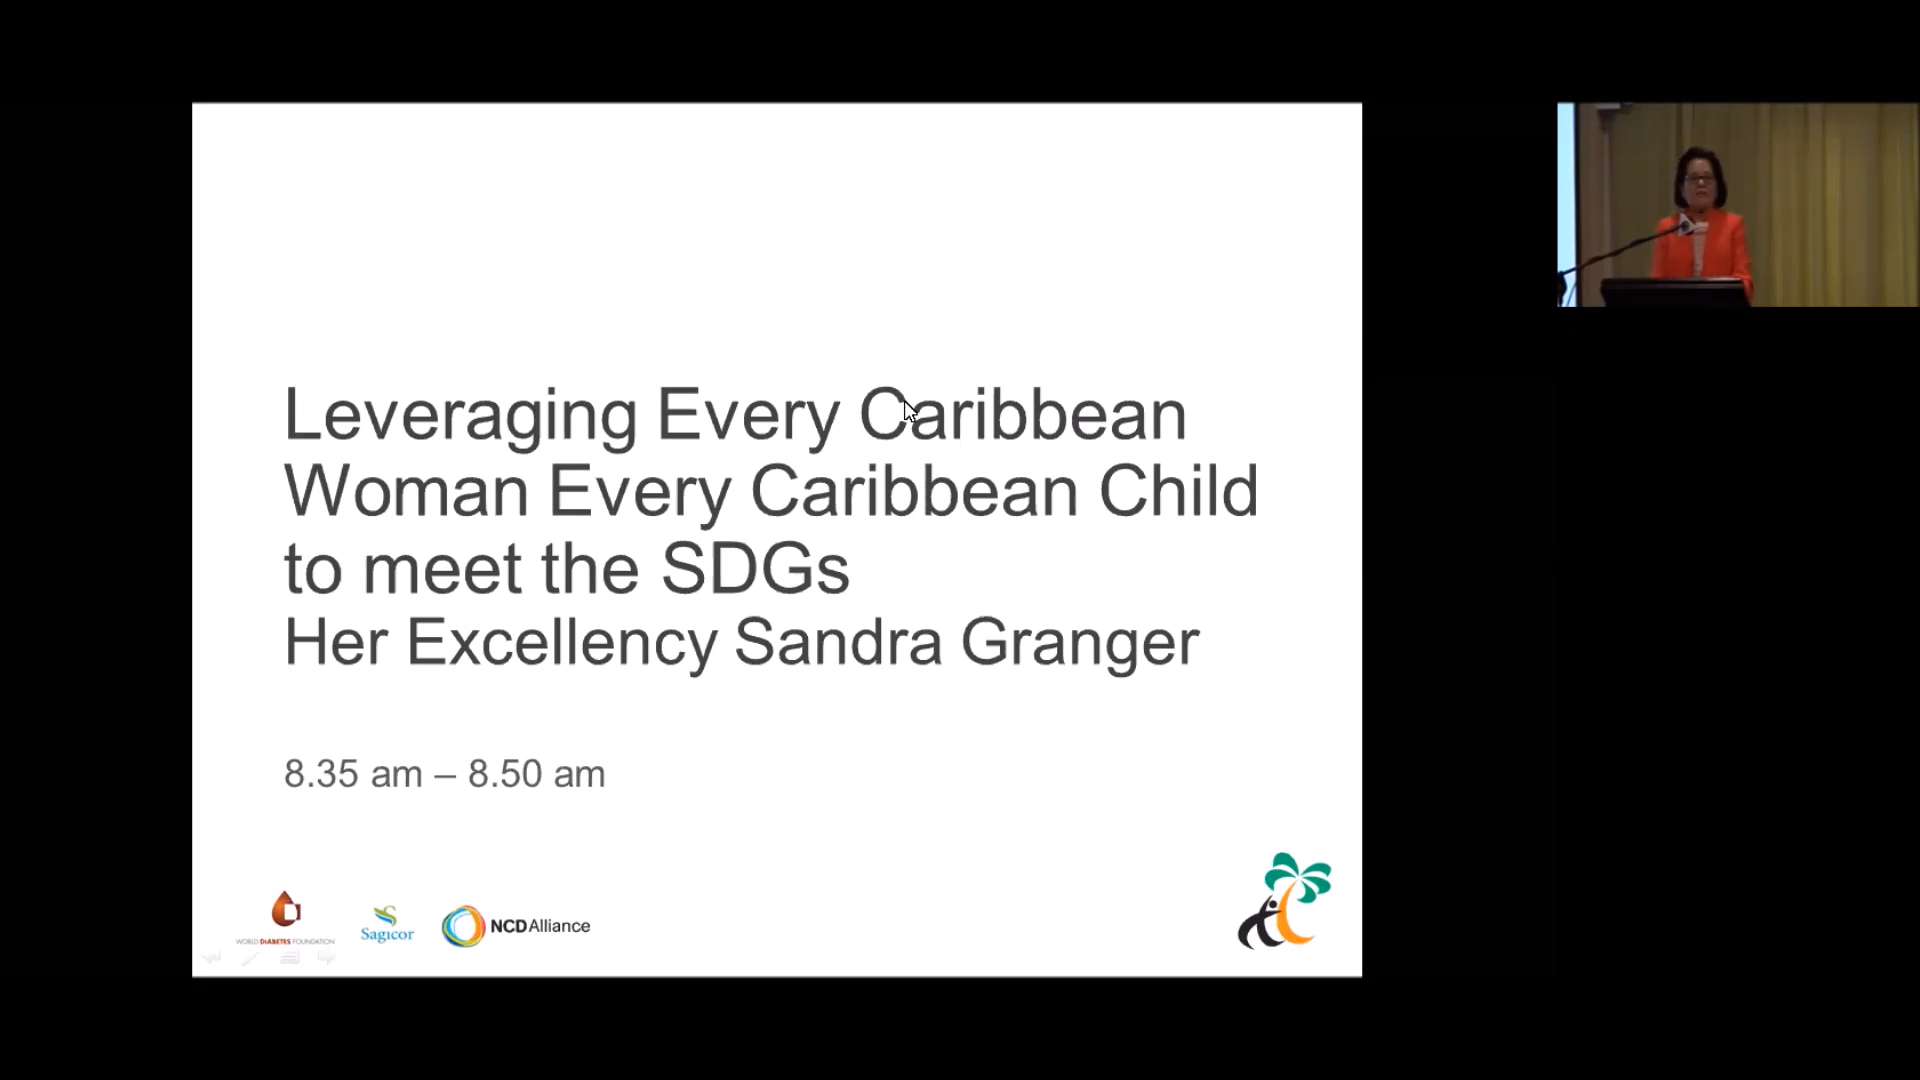 Leveraging Every Caribbean
Woman Every Caribbean Child
to meet the SDGs
Her Excellency Sandra Granger
8.35 am – 8.50 am
WORLD DIABETES FOUNDATION
Sagicor
NCDAlliance